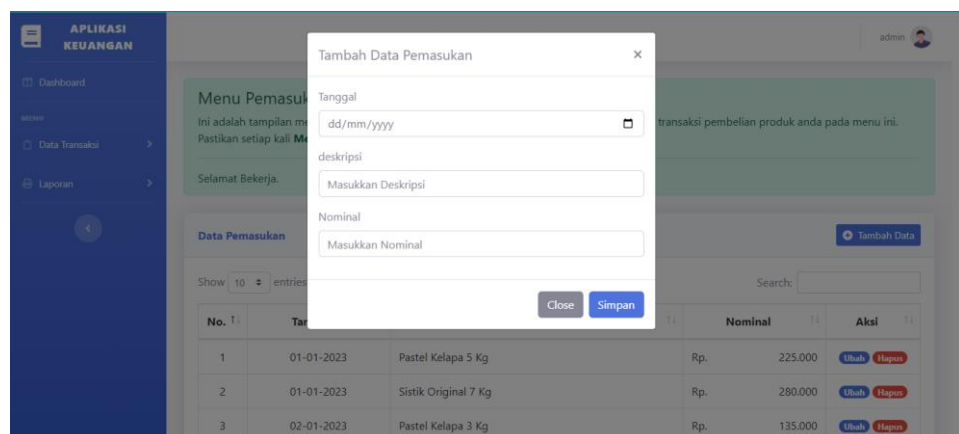 APLIKASI
KEUANGAN
admin
Dashboard
MENU
Data Transaksi
Laporan
Menu Pemasuk
Ini adalah tampilan me
transaksi pembelian produk anda pada menu ini.
Pastikan setiap kali Me
Selamat Bekerja.
Tambah Data Pemasukan ×
Tanggal
dd/mm/yyyy
deskripsi
Masukkan Deskripsi
Nominal
Masukkan Nominal
Close Simpan
Data Pemasukan
Tambah Data
Show 10 entries
Search:
No. Tan Nominal Aksi
1 01-01-2023 Pastel Kelapa 5 Kg Rp. 225.000 Ubah Hapus
2 01-01-2023 Sistik Original 7 Kg Rp. 280.000 Ubah Hapus
3 02-01-2023 Pastel Kelapa 3 Kg Rp. 135.000 Ubah Hapus